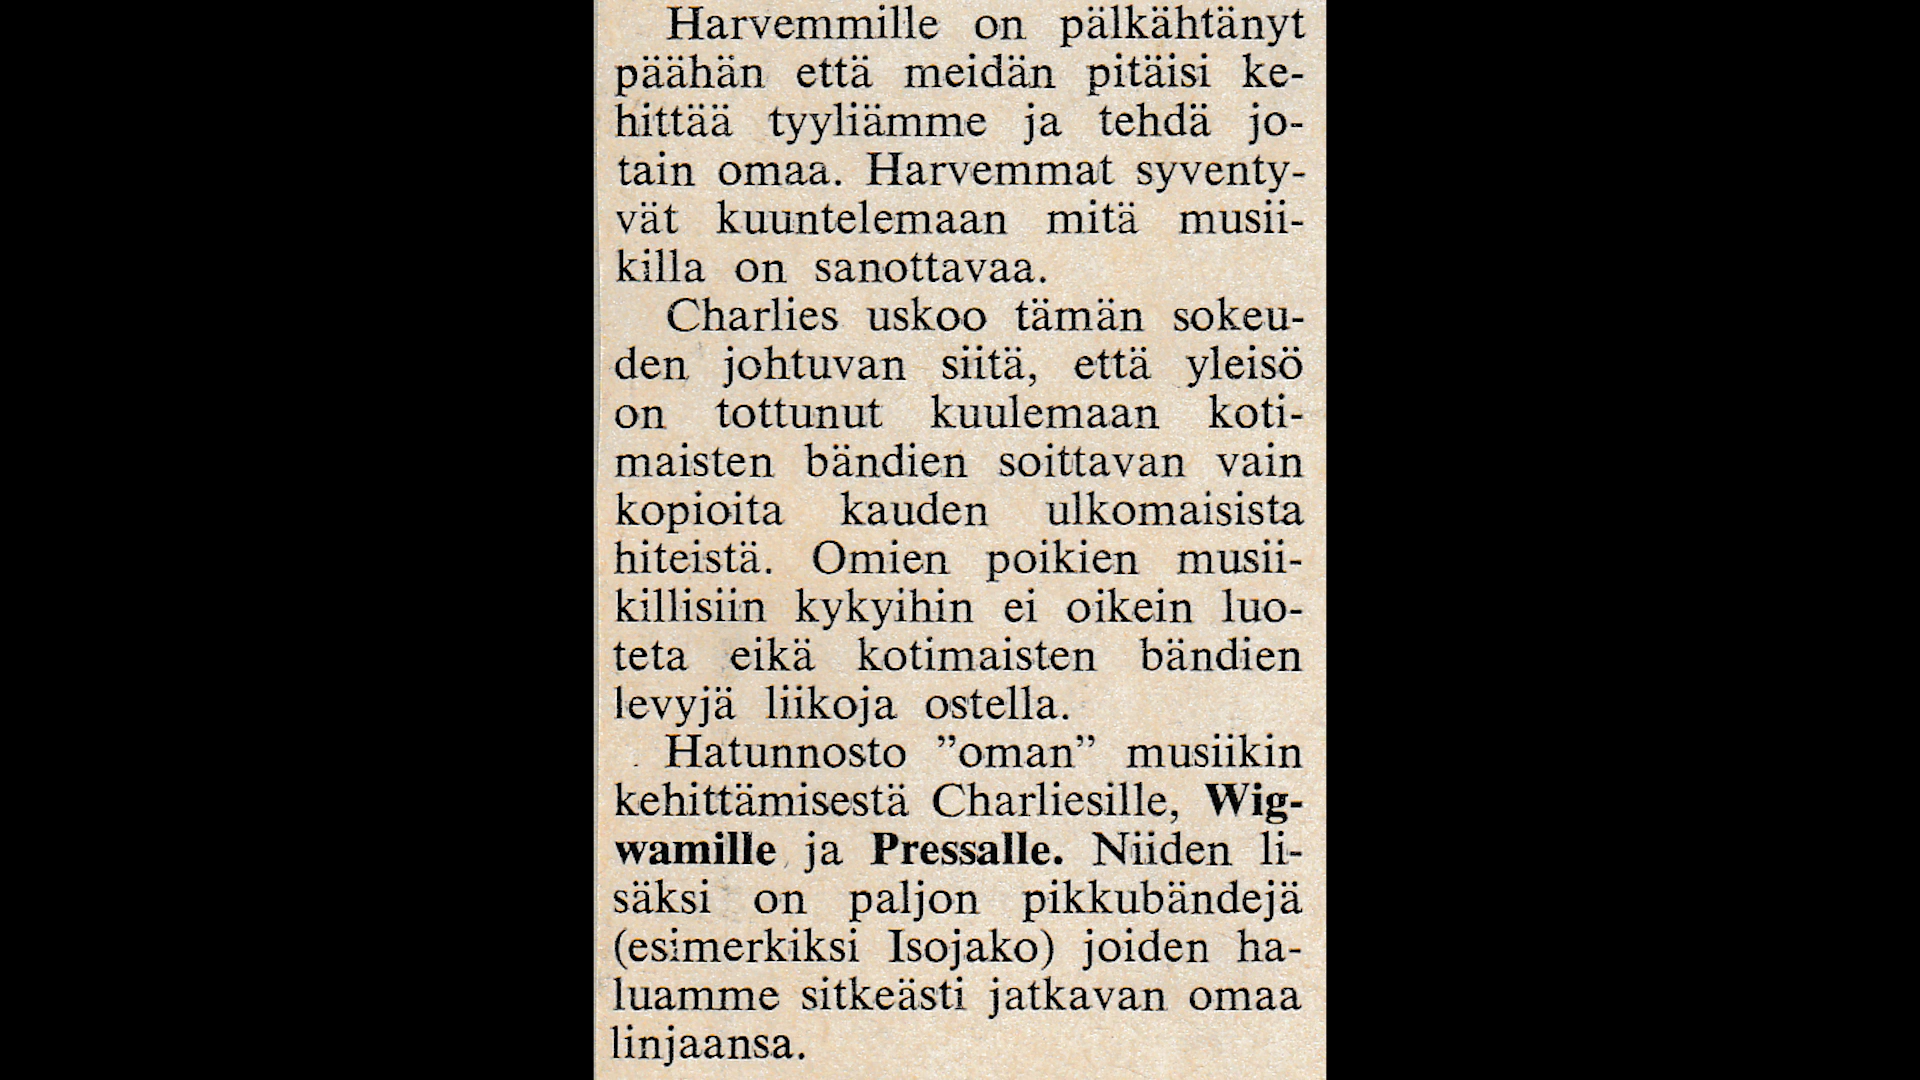 Harvemmille on pälkähtänyt
päähän että meidän pitäisi ke-
hittää tyyliämme ja tehdä jo-
tain omaa. Harvemmat syventy-
vät kuuntelemaan mitä musii-
killa on sanottavaa.
Charlies uskoo tämän sokeu-
den johtuvan siitä, että yleisö
on tottunut kuulemaan koti-
maisten bändien soittavan vain
kopioita kauden ulkomaisista
hiteistä. Omien poikien musii-
killisiin kykyihin ei oikein luo-
teta eikä kotimaisten bändien
levyjä liikoja ostella.
Hatunnosto ”oman” musiikin
kehittämisestä Charliesille, Wig-
wamille ja Pressalle. Niiden li-
säksi on paljon pikkubändejä
(esimerkiksi Isojako) joiden ha-
luamme sitkeästi jatkavan omaa
linjaansa.